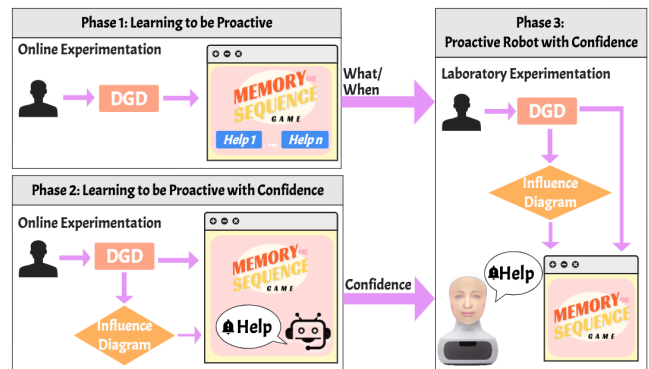 Phase 1: Learning to be Proactive
Online Experimentation
DGD
MEMORY
SEQUENCE
GAME
Help 1 ... Help n
What/
When
Phase 2: Learning to be Proactive with Confidence
Online Experimentation
DGD
Influence
Diagram
MEMORY
SEQUENCE
GAME
Help
Confidence
Phase 3:
Proactive Robot with Confidence
Laboratory Experimentation
DGD
Influence
Diagram
Help
MEMORY
SEQUENCE
GAME